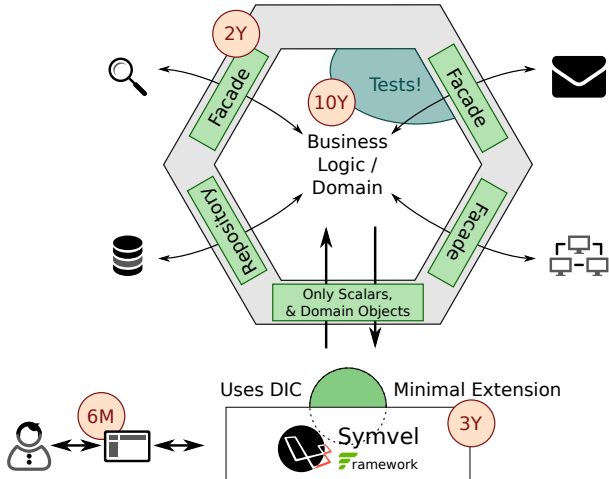 2Y
Facade
Tests!
Facade
10Y
Business
Logic /
Domain
Repository
Facade
Only Scalars,
& Domain Objects
Uses DIC
Minimal Extension
6M
3Y
Symvel
Framework